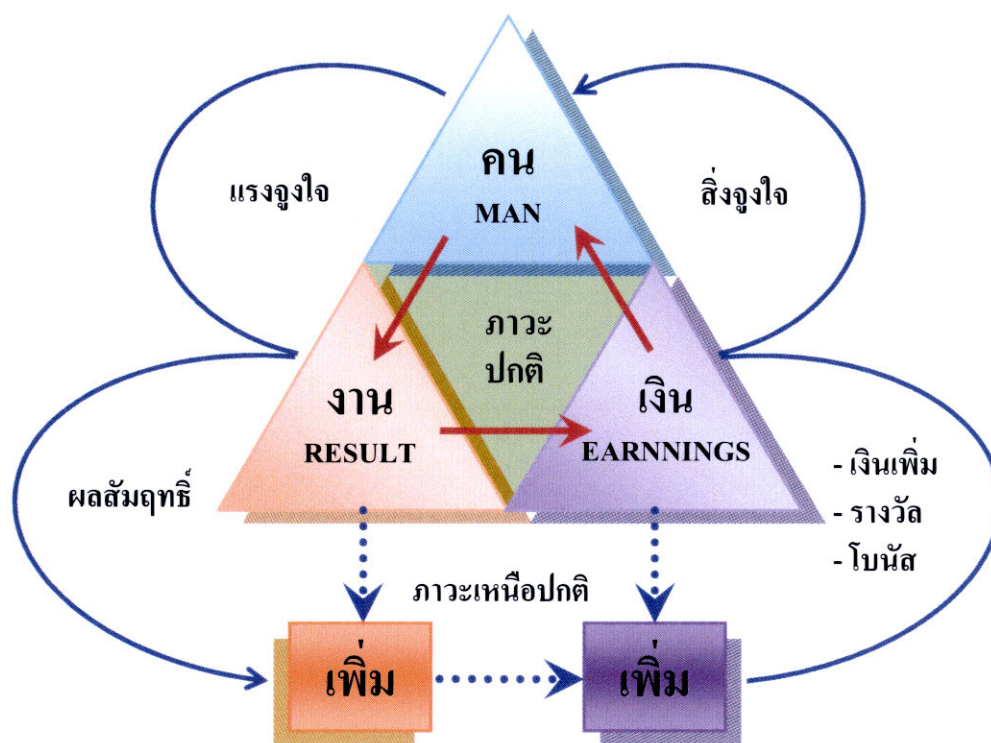 คน
MAN
แรงจูงใจ
สิ่งจูงใจ
ภาวะ
ปกติ
งาน
RESULT
เงิน
EARNNINGS
ผลสัมฤทธิ์
- เงินเพิ่ม
- รางวัล
- โบนัส
ภาวะเหนือปกติ
เพิ่ม
เพิ่ม